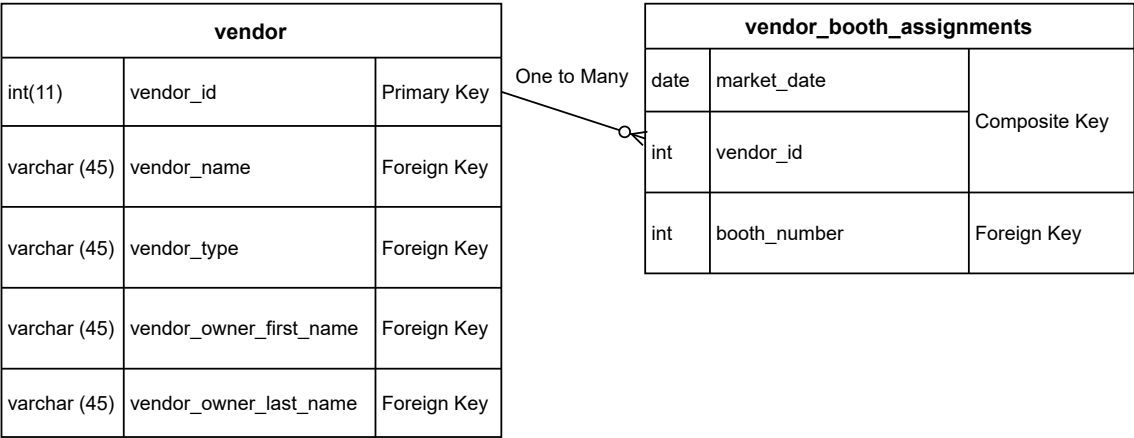 vendor
int(11) vendor_id Primary Key
varchar (45) vendor_name Foreign Key
varchar (45) vendor_type Foreign Key
varchar (45) vendor_owner_first_name Foreign Key
varchar (45) vendor_owner_last_name Foreign Key
One to Many
vendor_booth_assignments
date market_date
Composite Key
int vendor_id
int booth_number Foreign Key